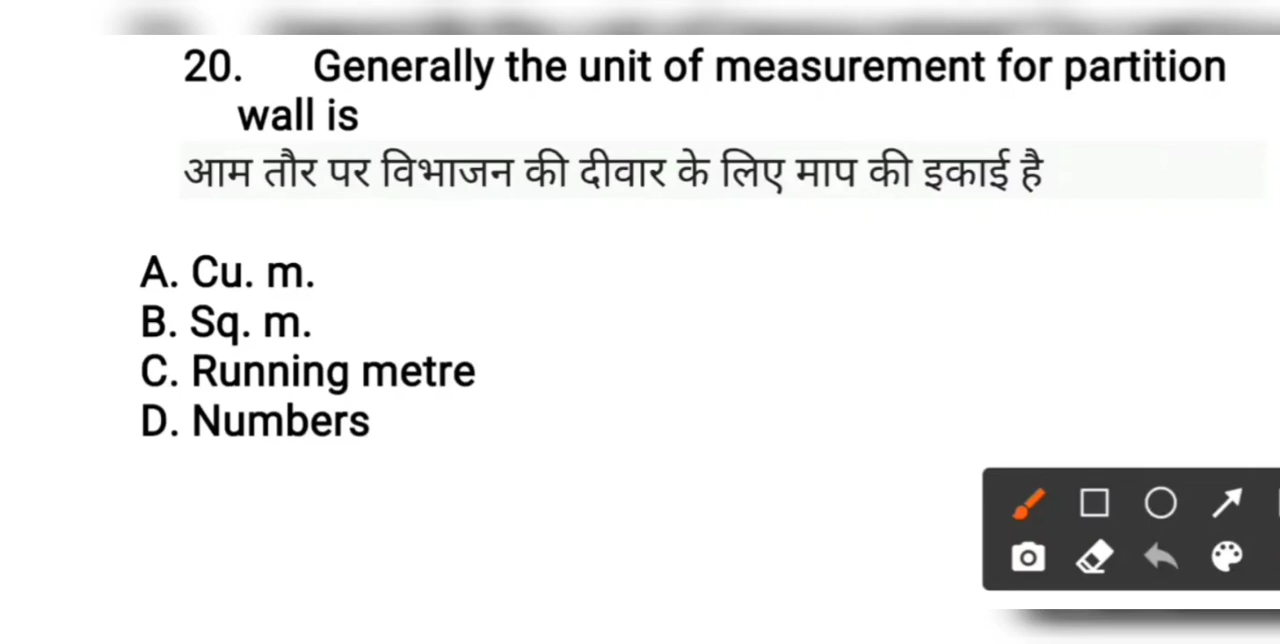 20. Generally the unit of measurement for partition
wall is
आम तौर पर विभाजन की दीवार के लिए माप की इकाई है
A. Cu. m.
B. Sq. m.
C. Running metre
D. Numbers